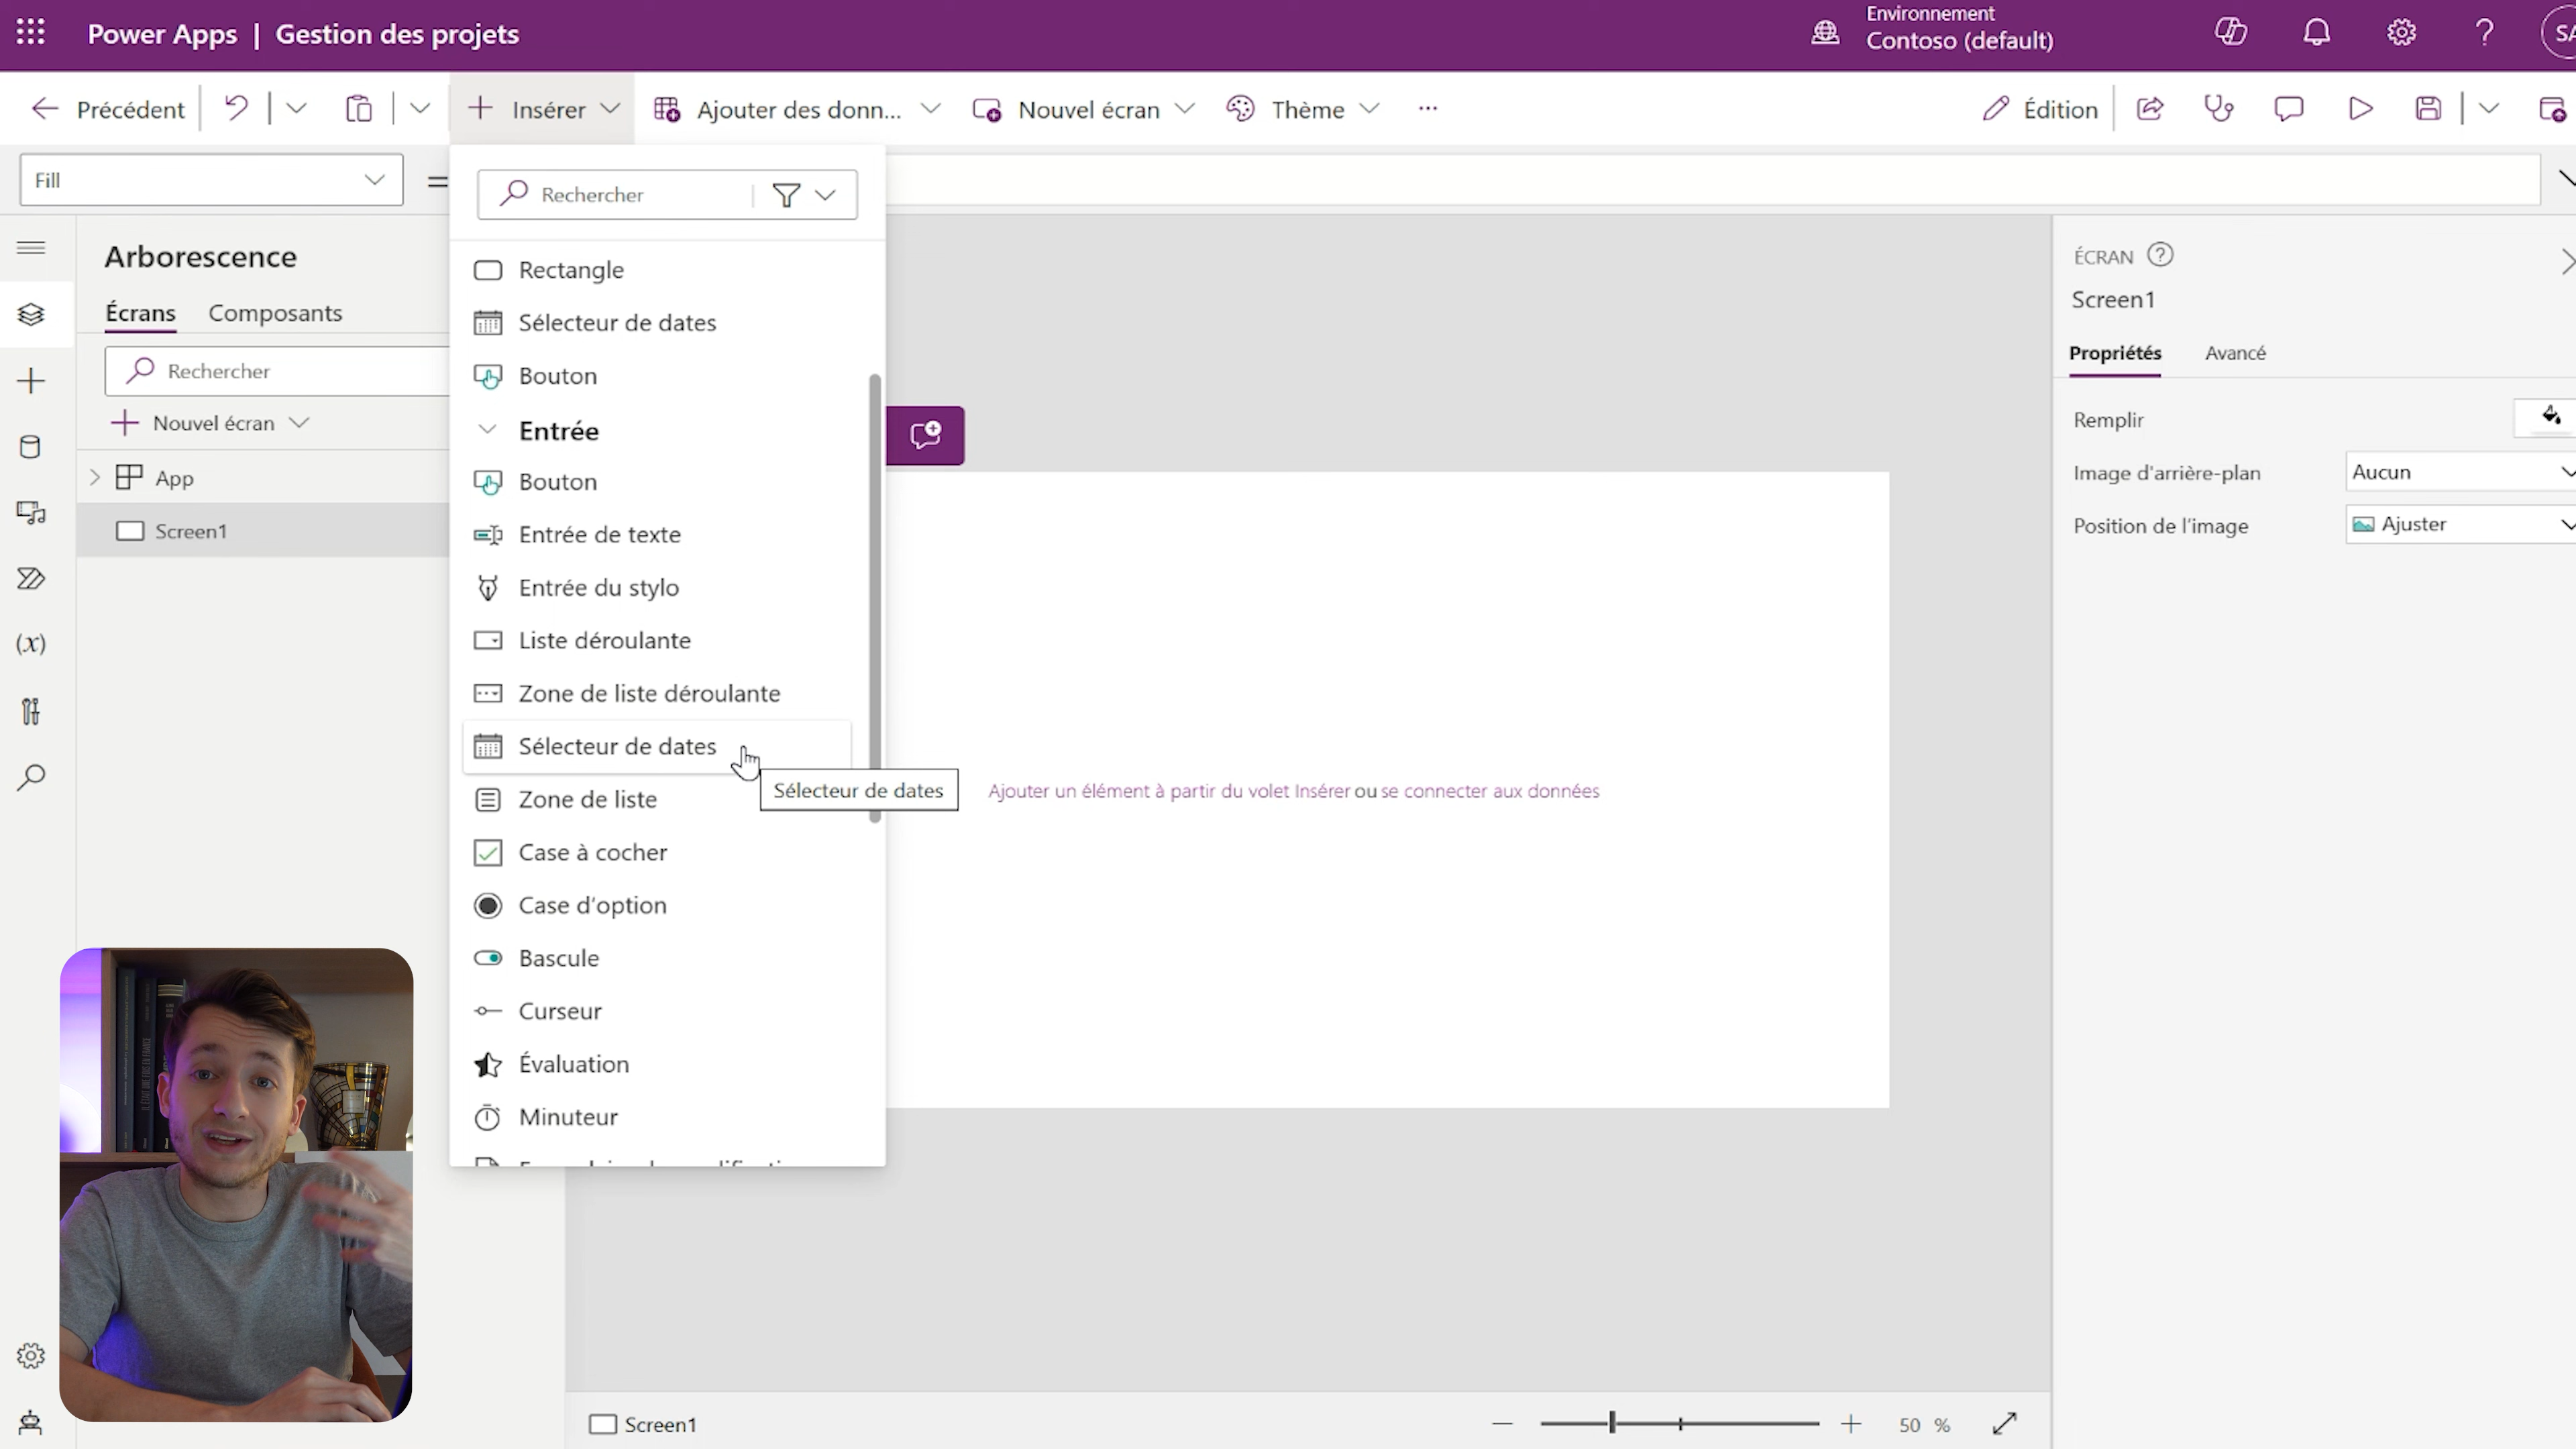 Power Apps | Gestion des projets
Environnement
Contoso (default)
Précédent
Insérer
Ajouter des donn...
Nouvel écran
Thème
...
Édition
Fill
=
Rechercher
Arborescence
Écrans
Composants
Rechercher
Nouvel écran
App
Screen1
Rectangle
Sélecteur de dates
Bouton
Entrée
Bouton
Entrée de texte
Entrée du stylo
Liste déroulante
Zone de liste déroulante
Sélecteur de dates
Sélecteur de dates
Zone de liste
Case à cocher
Case d'option
Bascule
Curseur
Évaluation
Minuteur
Ajouter un élément à partir du volet Insérer ou se connecter aux données
ÉCRAN
Screen1
Propriétés
Avancé
Remplir
Image d'arrière-plan
Aucun
Position de l'image
Ajuster
Screen1
50 %